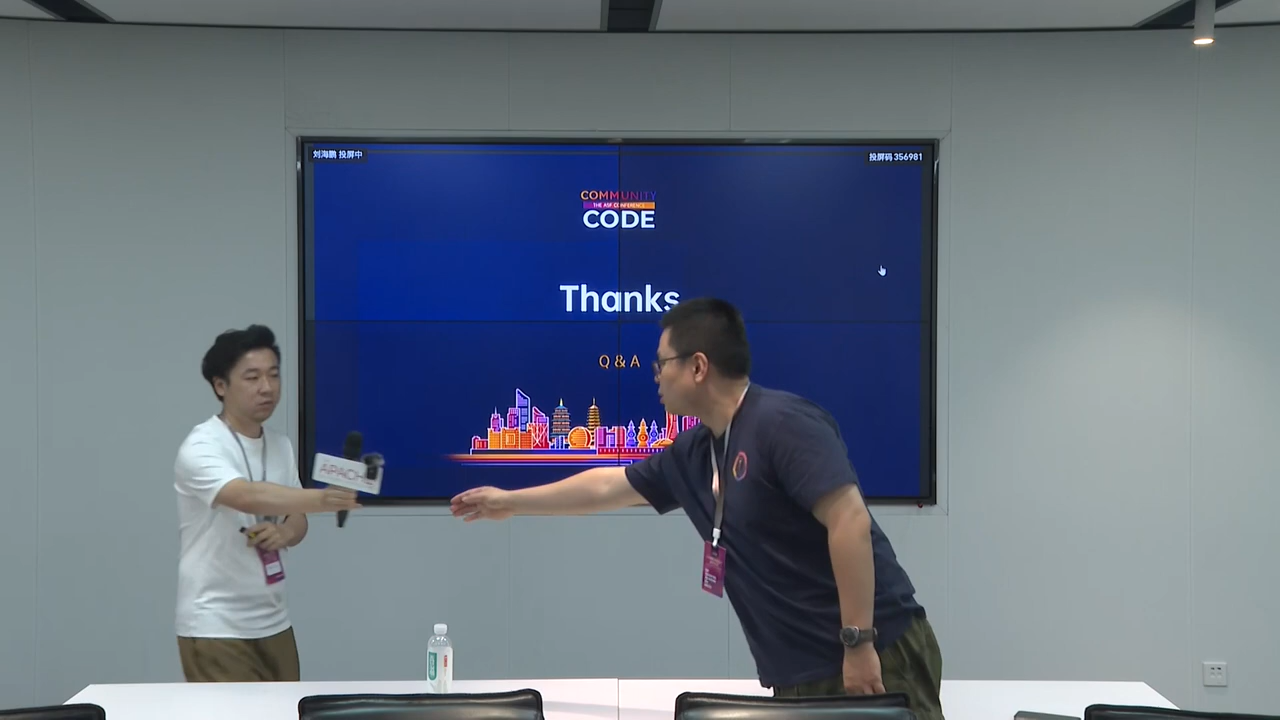 刘海鹏 投屏中
投屏码 356981
COMMUNITY
THE ASF CONFERENCE
CODE
Thanks
Q & A
APACHE